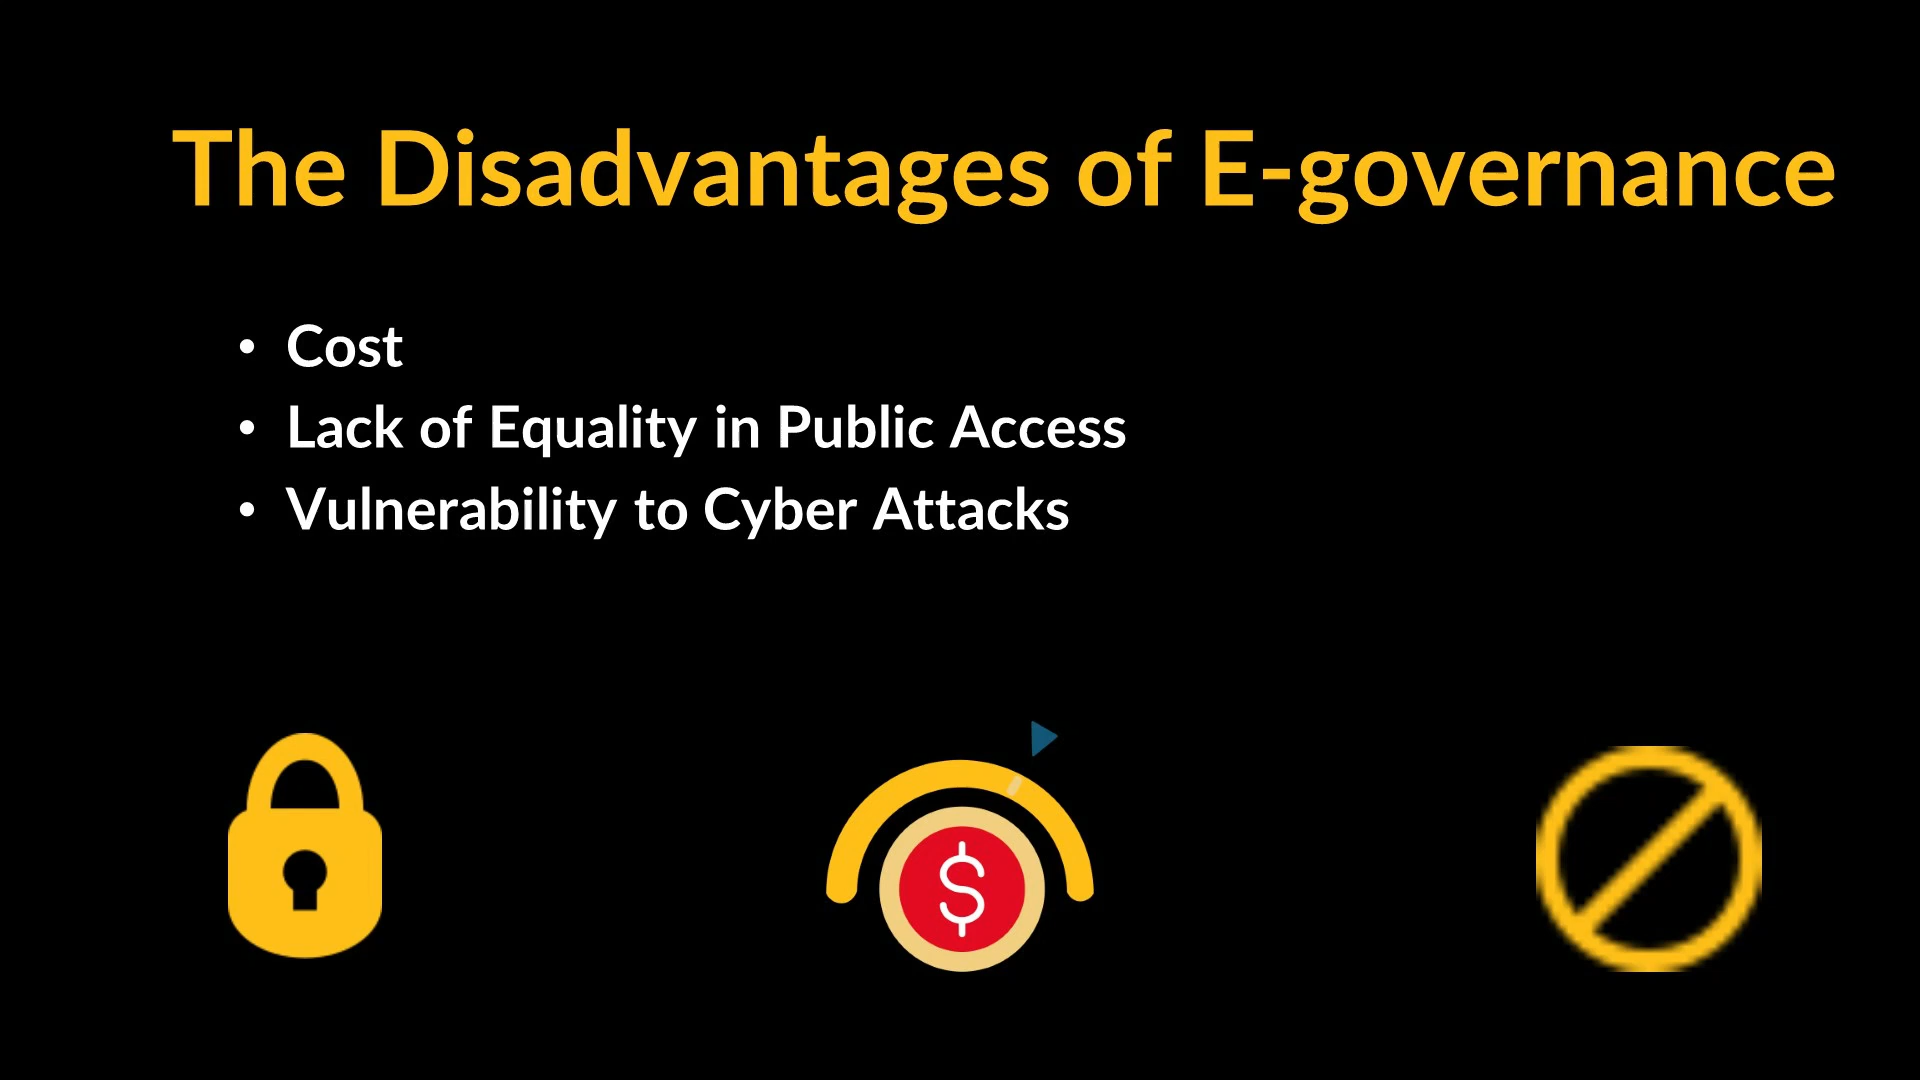 The Disadvantages of E-governance
• Cost
• Lack of Equality in Public Access
• Vulnerability to Cyber Attacks
$